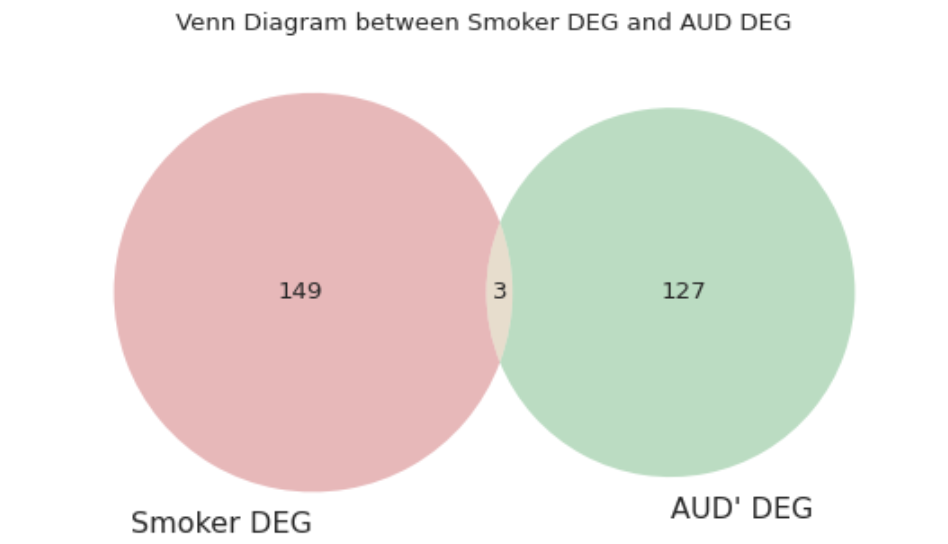 Venn Diagram between Smoker DEG and AUD DEG
149
3
127
Smoker DEG
AUD' DEG